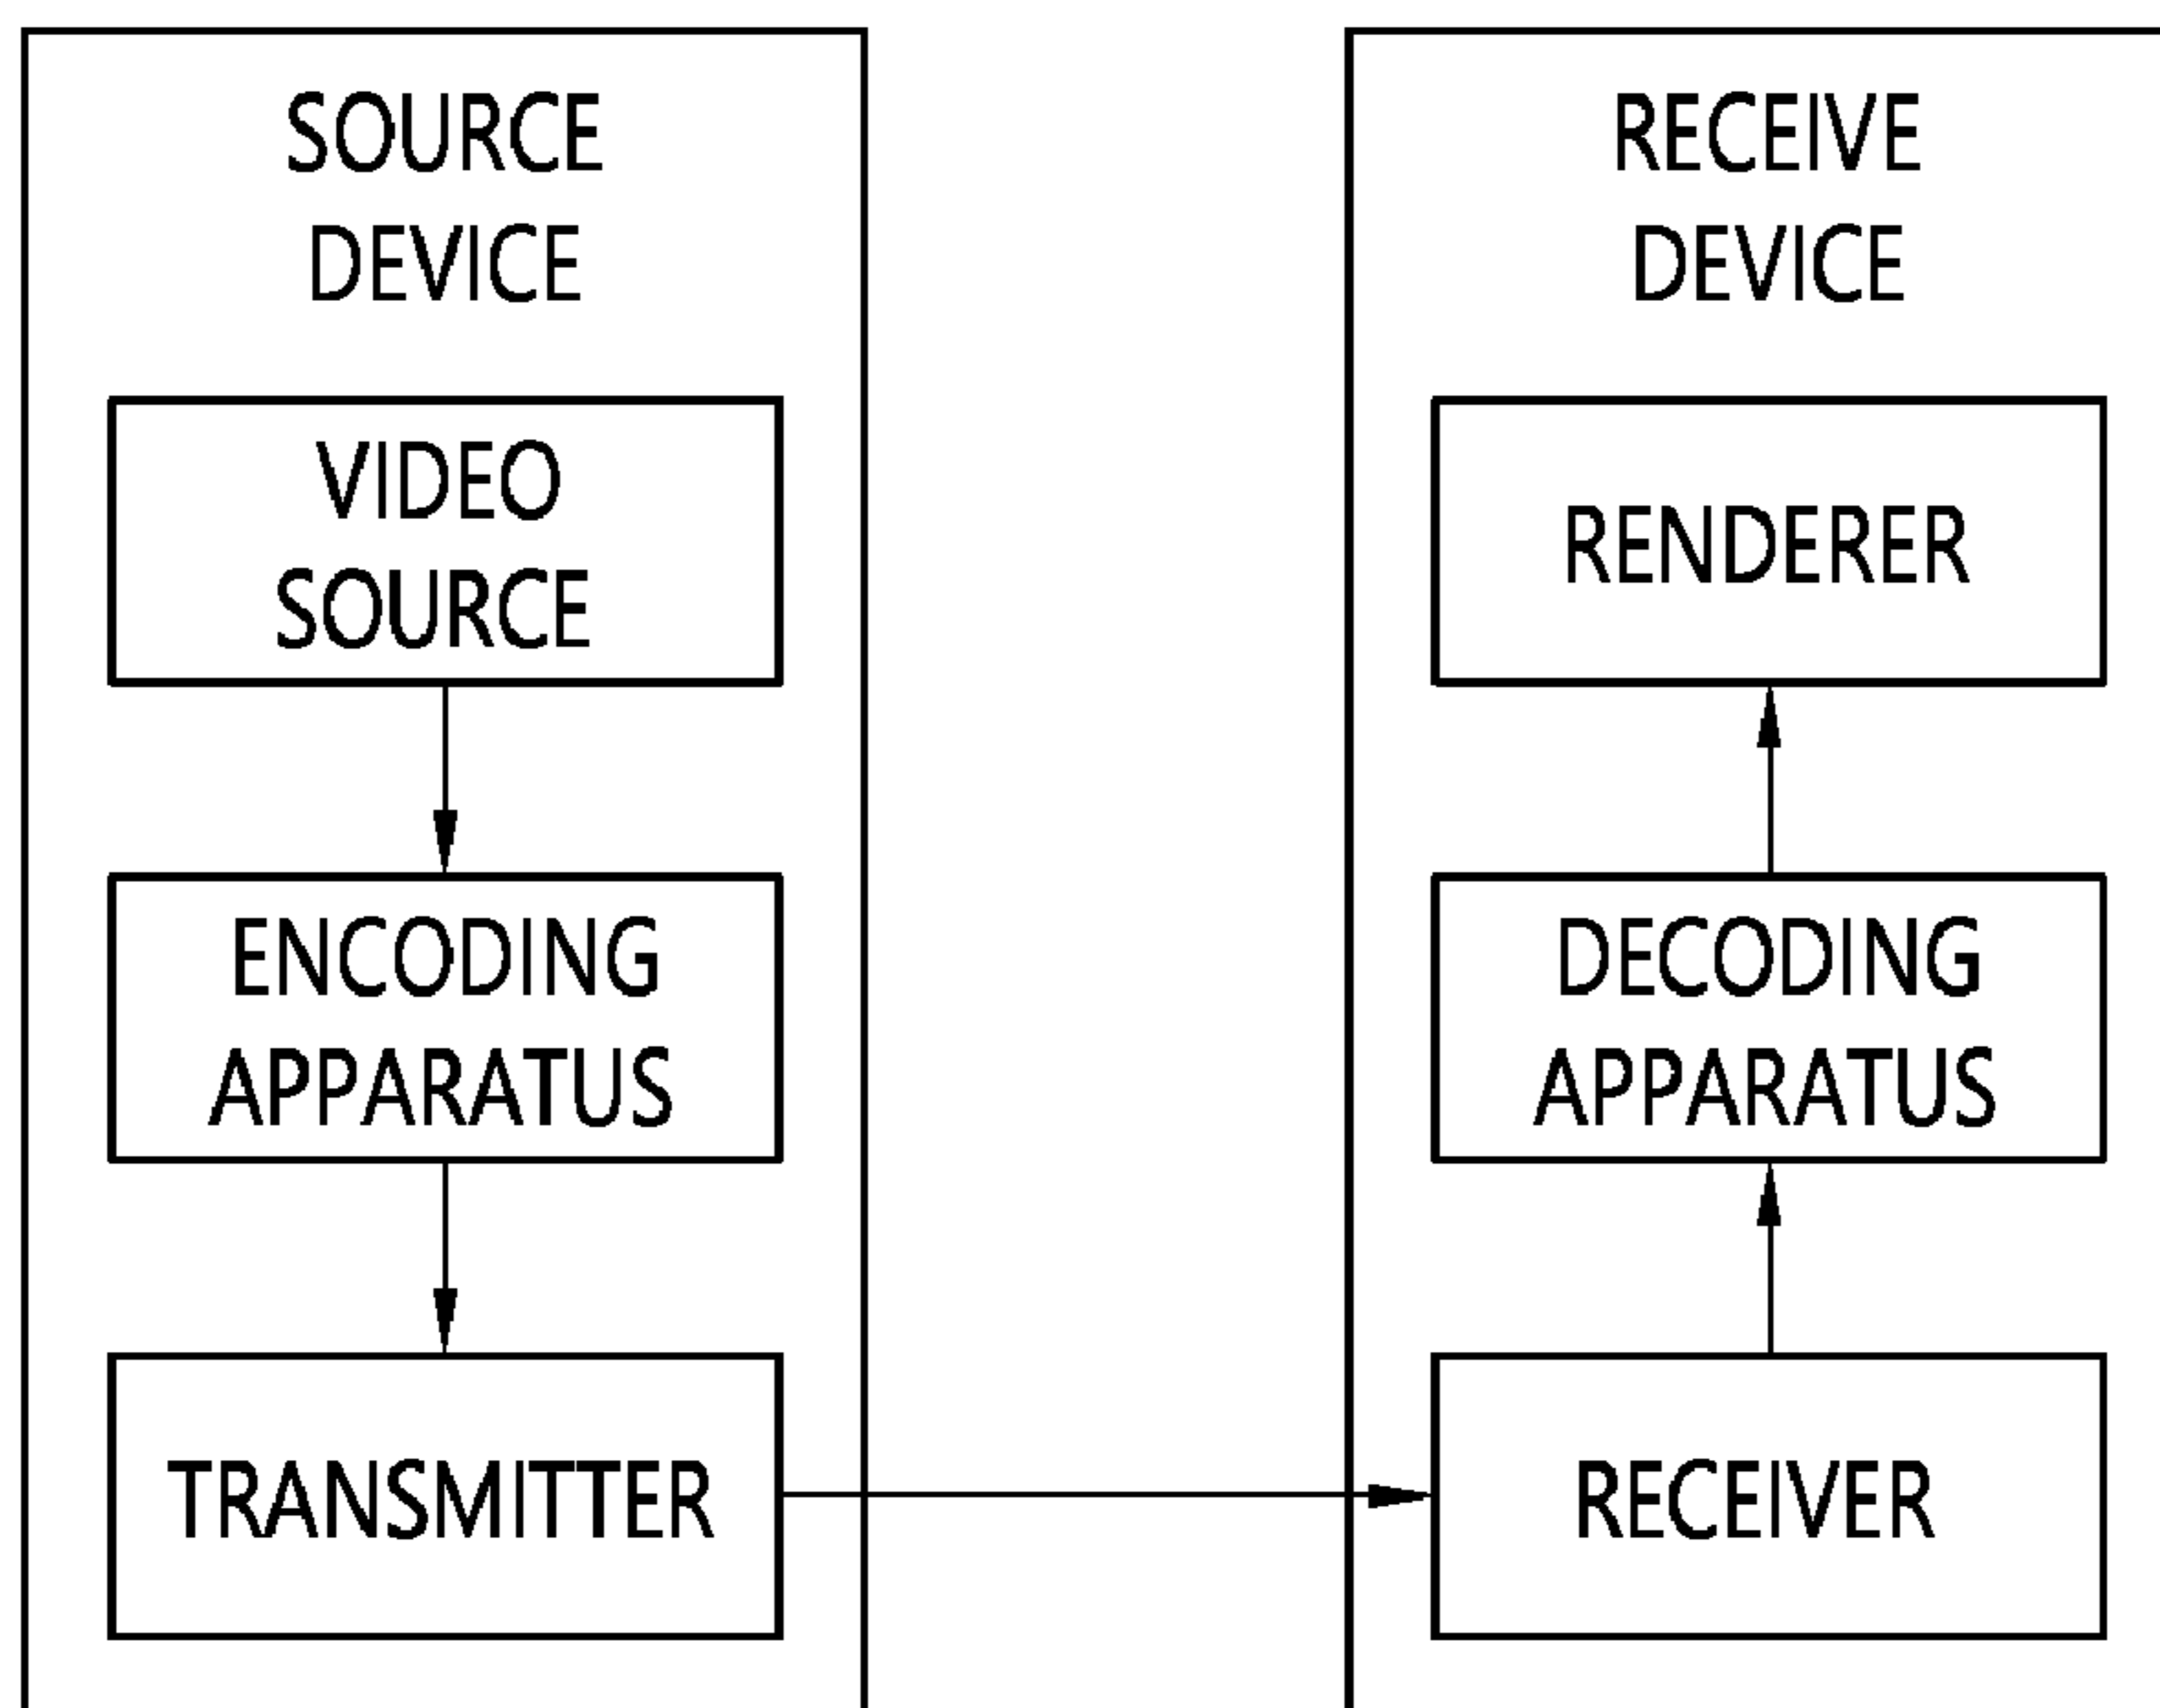 SOURCE
DEVICE
VIDEO
SOURCE
ENCODING
APPARATUS
TRANSMITTER
RECEIVE
DEVICE
RENDERER
DECODING
APPARATUS
RECEIVER